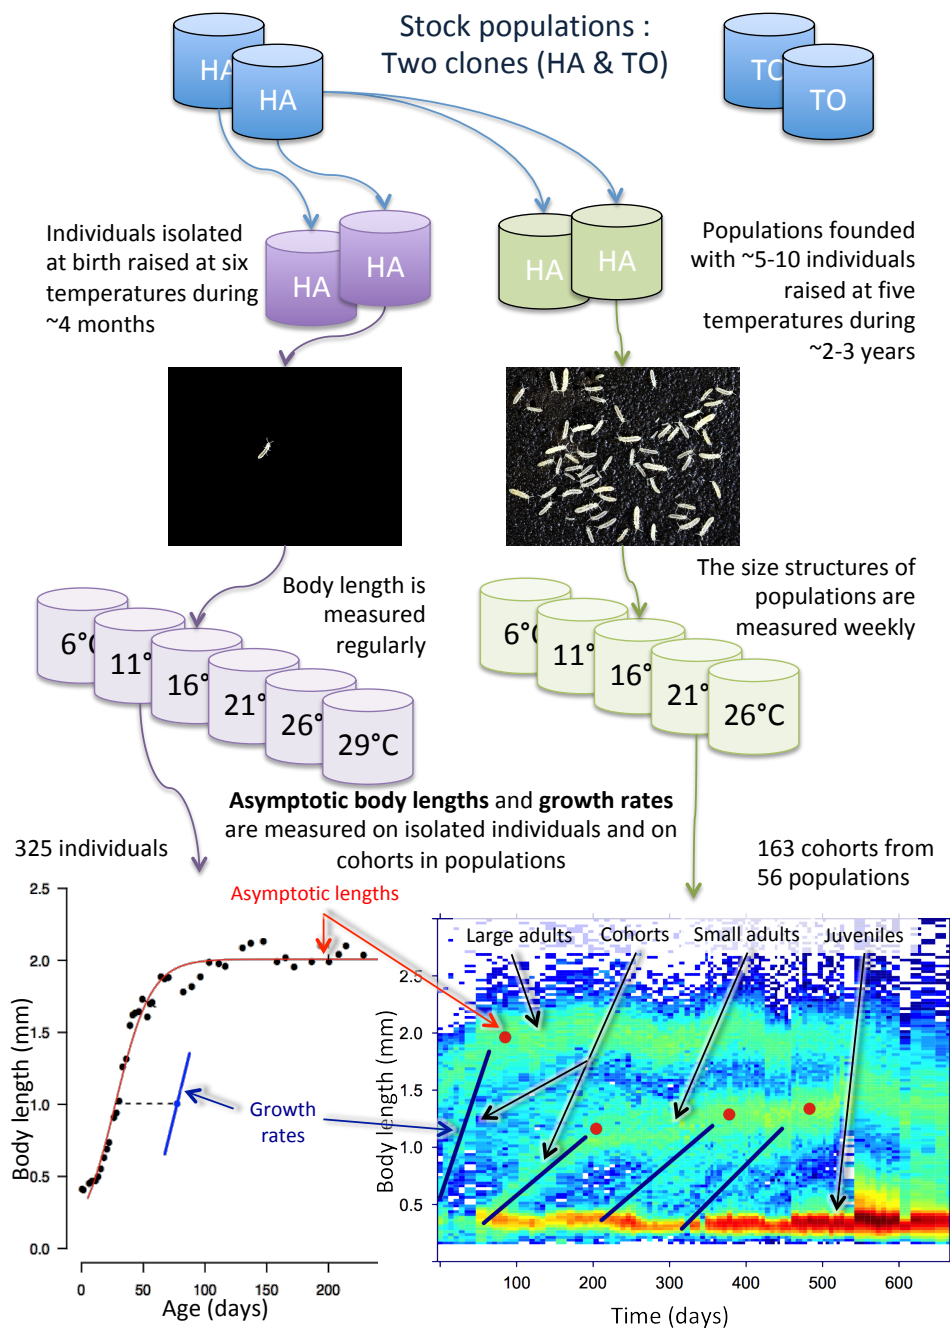 Stock populations :
Two clones (HA & TO)
HA
HA
TO
TO
Individuals isolated
at birth raised at six
temperatures during
~4 months
HA
HA
HA
HA
Populations founded
with ~5-10 individuals
raised at five
temperatures during
~2-3 years
Body length is
measured
regularly
The size structures of
populations are
measured weekly
6°C
11°
16°
21°
26°
29°C
6°C
11°
16°
21°
26°C
Asymptotic body lengths and growth rates
are measured on isolated individuals and on
cohorts in populations
325 individuals
163 cohorts from
56 populations
Asymptotic lengths
Growth
rates
Body length (mm)
2.5
2.0
1.5
1.0
0.5
0.0
0
50
100
150
200
Age (days)
Large adults
Cohorts
Small adults
Juveniles
Body length (mm)
2.5
2.0
1.5
1.0
0.5
100
200
300
400
500
600
Time (days)